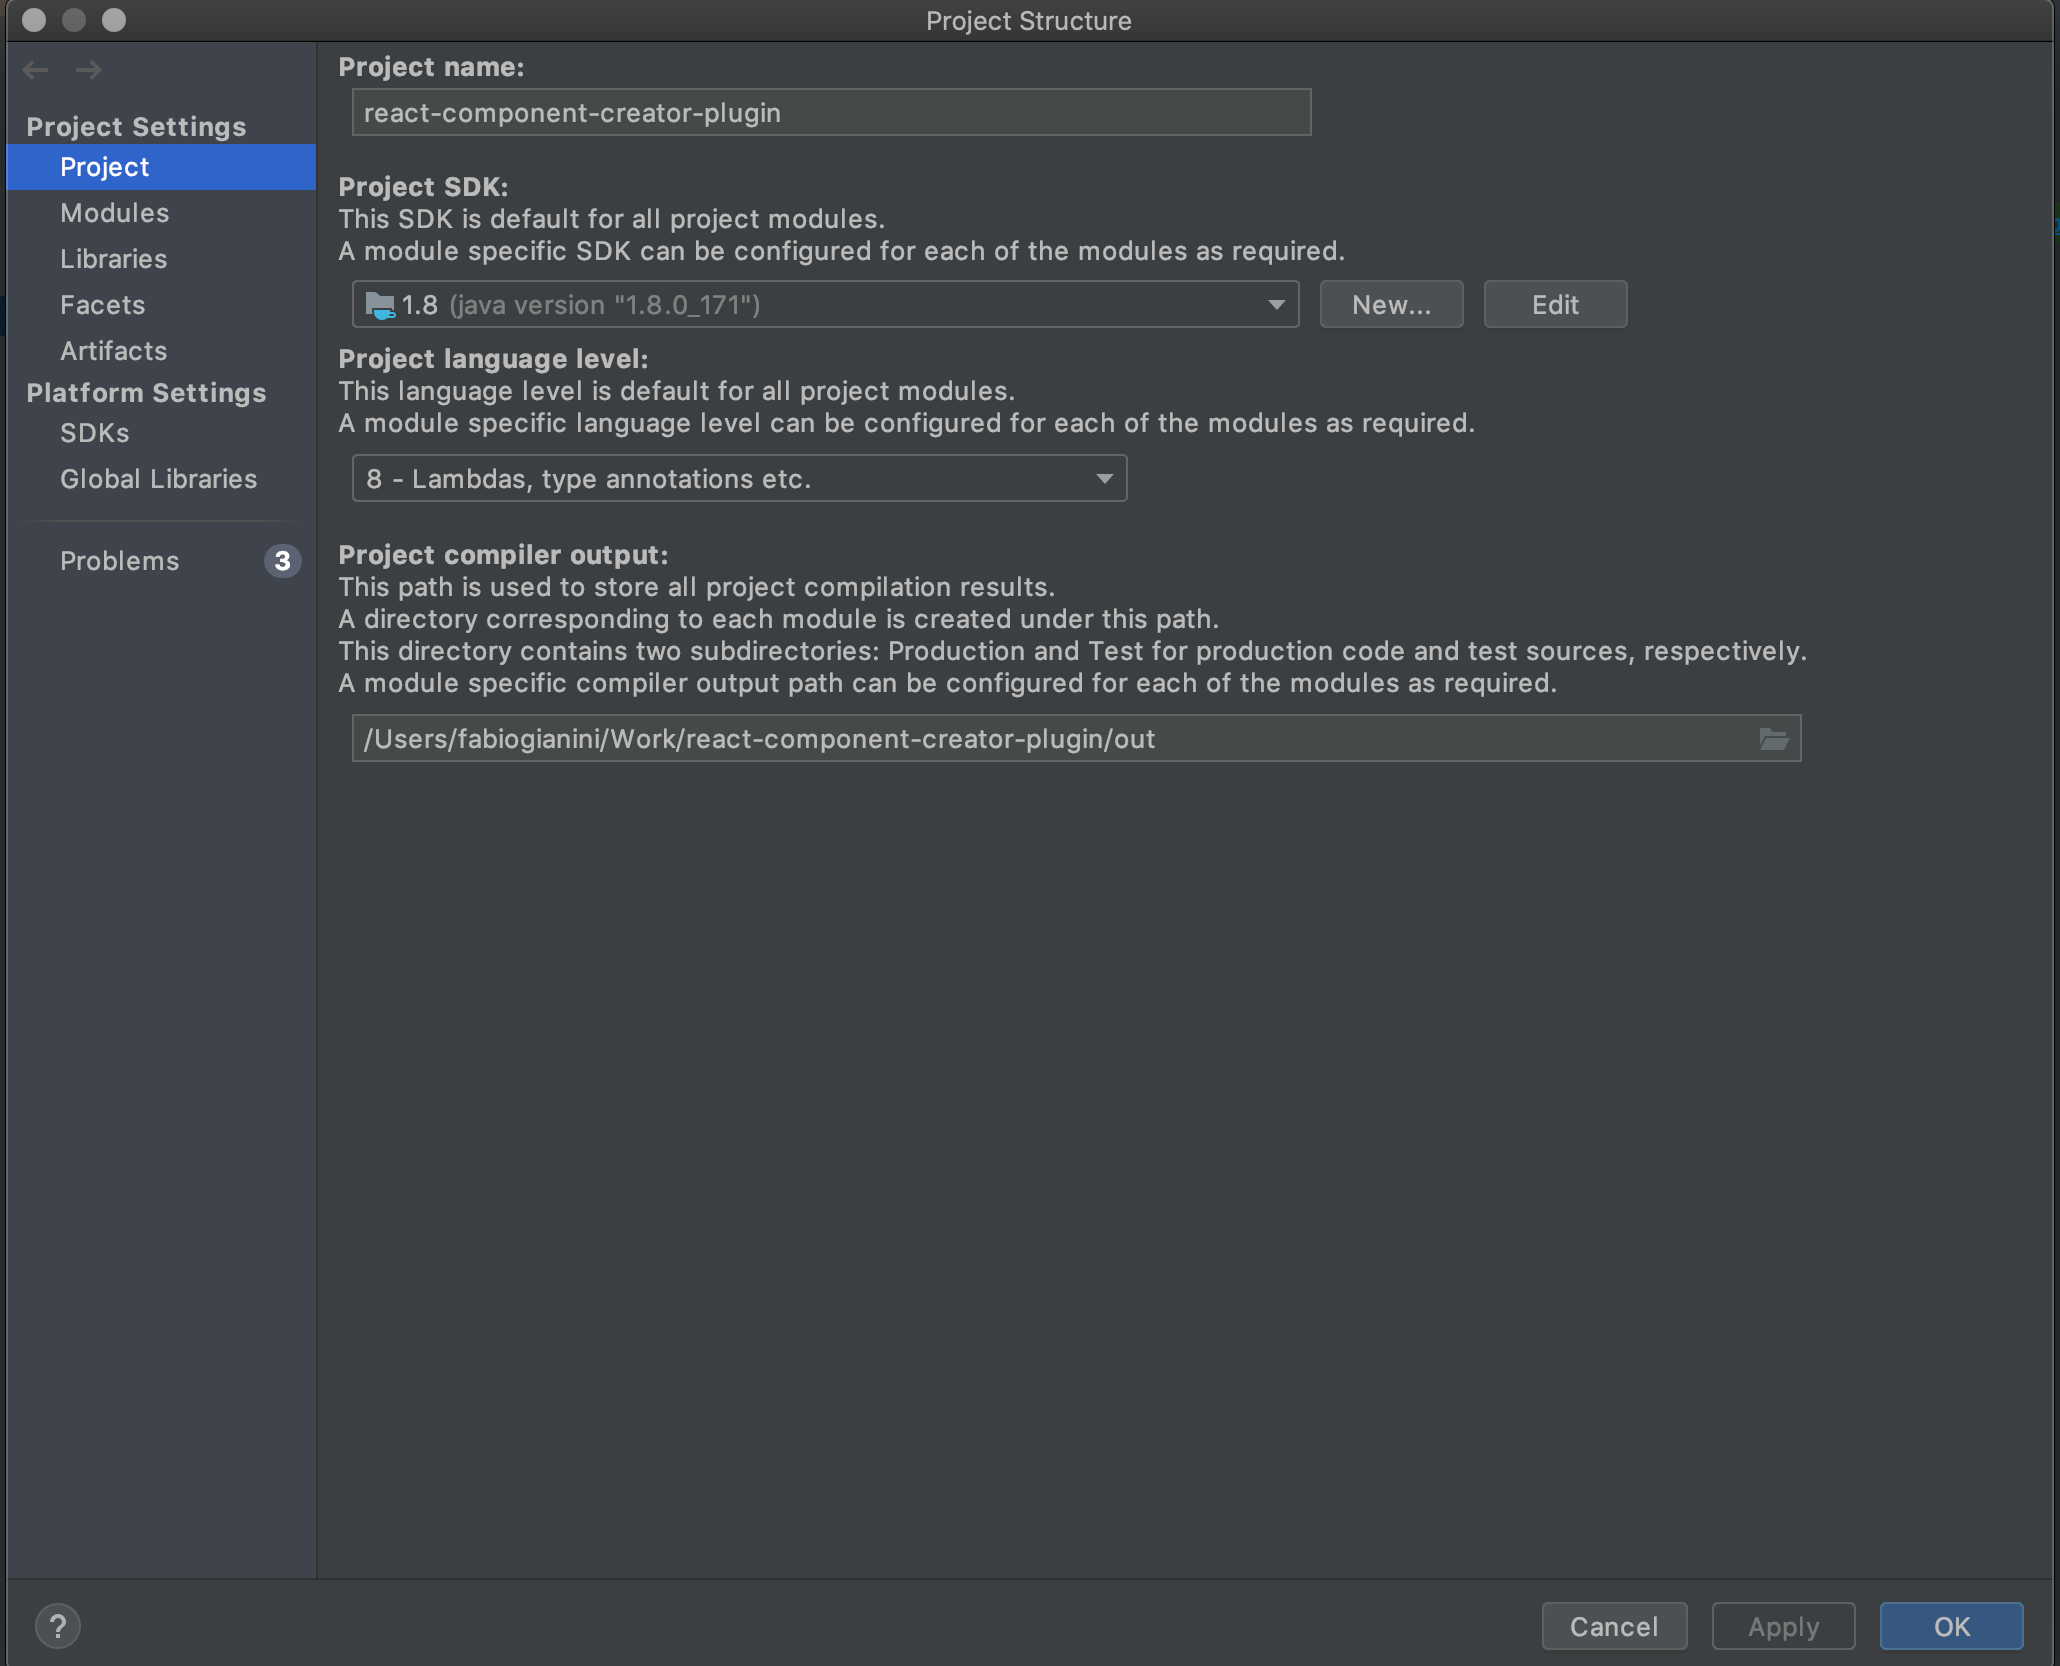 Project Structure
Project Settings
Project
Modules
Libraries
Facets
Artifacts
Platform Settings
SDKs
Global Libraries
Problems 3
Project name:
react-component-creator-plugin
Project SDK:
This SDK is default for all project modules.
A module specific SDK can be configured for each of the modules as required.
1.8 (java version "1.8.0_171") New... Edit
Project language level:
This language level is default for all project modules.
A module specific language level can be configured for each of the modules as required.
8 - Lambdas, type annotations etc.
Project compiler output:
This path is used to store all project compilation results.
A directory corresponding to each module is created under this path.
This directory contains two subdirectories: Production and Test for production code and test sources, respectively.
A module specific compiler output path can be configured for each of the modules as required.
/Users/fabiogianini/Work/react-component-creator-plugin/out
? Cancel Apply OK